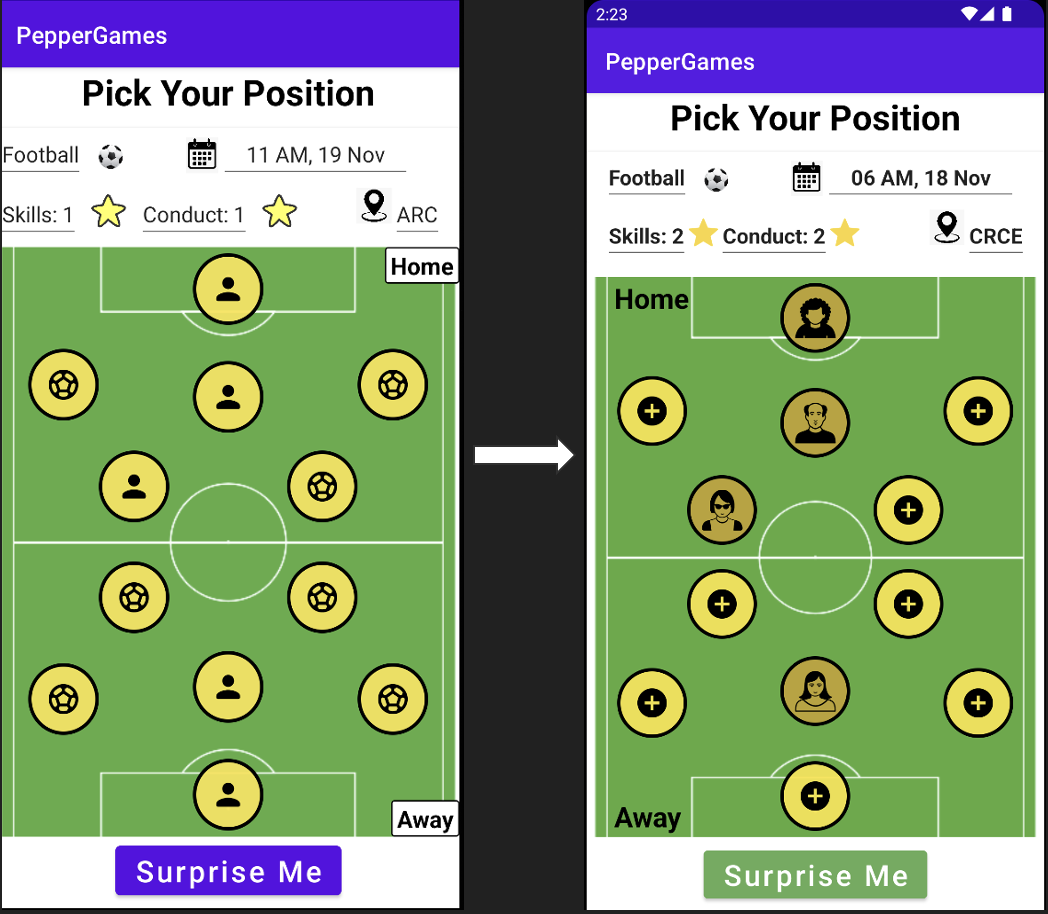 PepperGames
Pick Your Position
Football 11 AM, 19 Nov
Skills: 1 Conduct: 1 ARC
Home
Away
Surprise Me
2:23
PepperGames
Pick Your Position
Football 06 AM, 18 Nov
Skills: 2 Conduct: 2 CRCE
Home
Away
Surprise Me